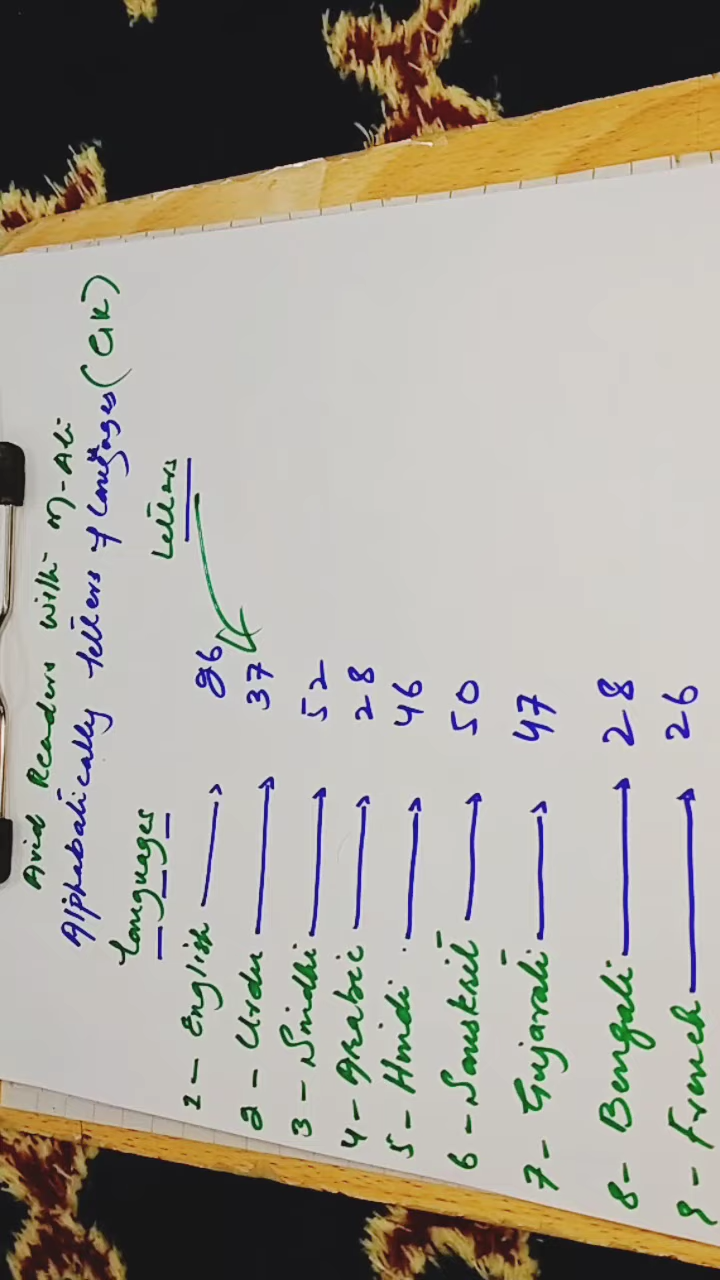 Avid Readers with M-Ali
Alphabatically letters of languages (GK)
Languages Letters
1- English → 26
2- Urdu → 37
3- Sindhi → 52
4- Arabic → 28
5- Hindi → 46
6- Sanskrit → 50
7- Gujarati → 47
8- Bengali → 28
9- French → 26